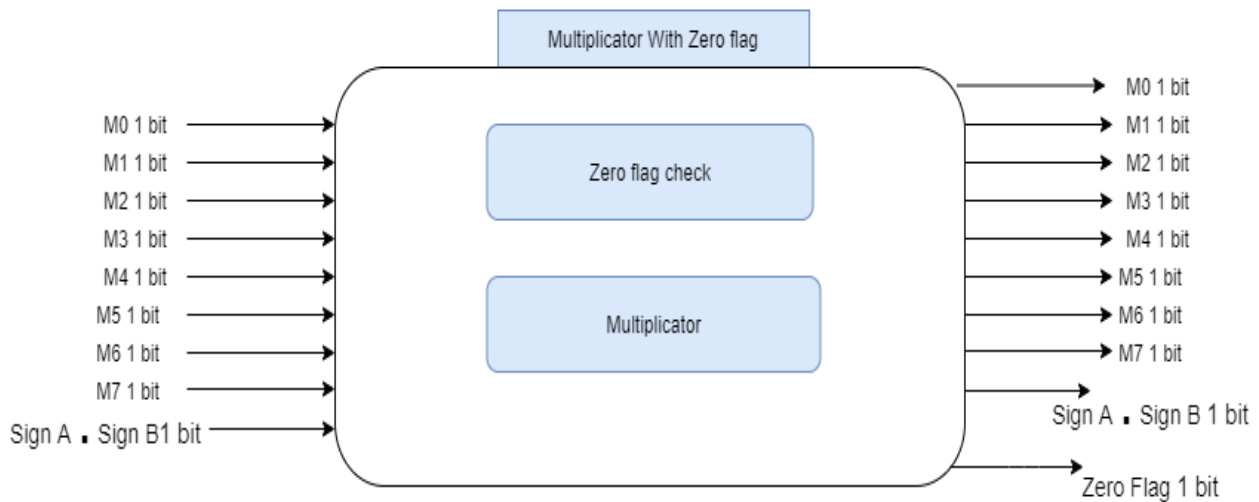 Multiplicator With Zero flag
M0 1 bit
M1 1 bit
M2 1 bit
M3 1 bit
M4 1 bit
M5 1 bit
M6 1 bit
M7 1 bit
Sign A . Sign B1 bit
Zero flag check
Multiplicator
M0 1 bit
M1 1 bit
M2 1 bit
M3 1 bit
M4 1 bit
M5 1 bit
M6 1 bit
M7 1 bit
Sign A . Sign B 1 bit
Zero Flag 1 bit